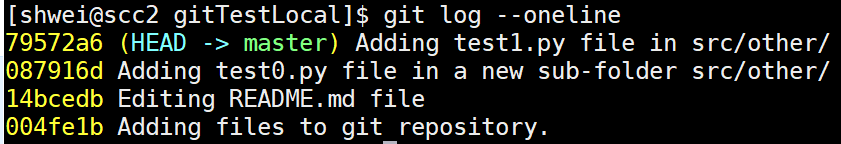 [shwei@scc2 gitTestLocal]$ git log --oneline
79572a6 (HEAD -> master) Adding test1.py file in src/other/
087916d Adding test0.py file in a new sub-folder src/other/
14bcedb Editing README.md file
004fe1b Adding files to git repository.